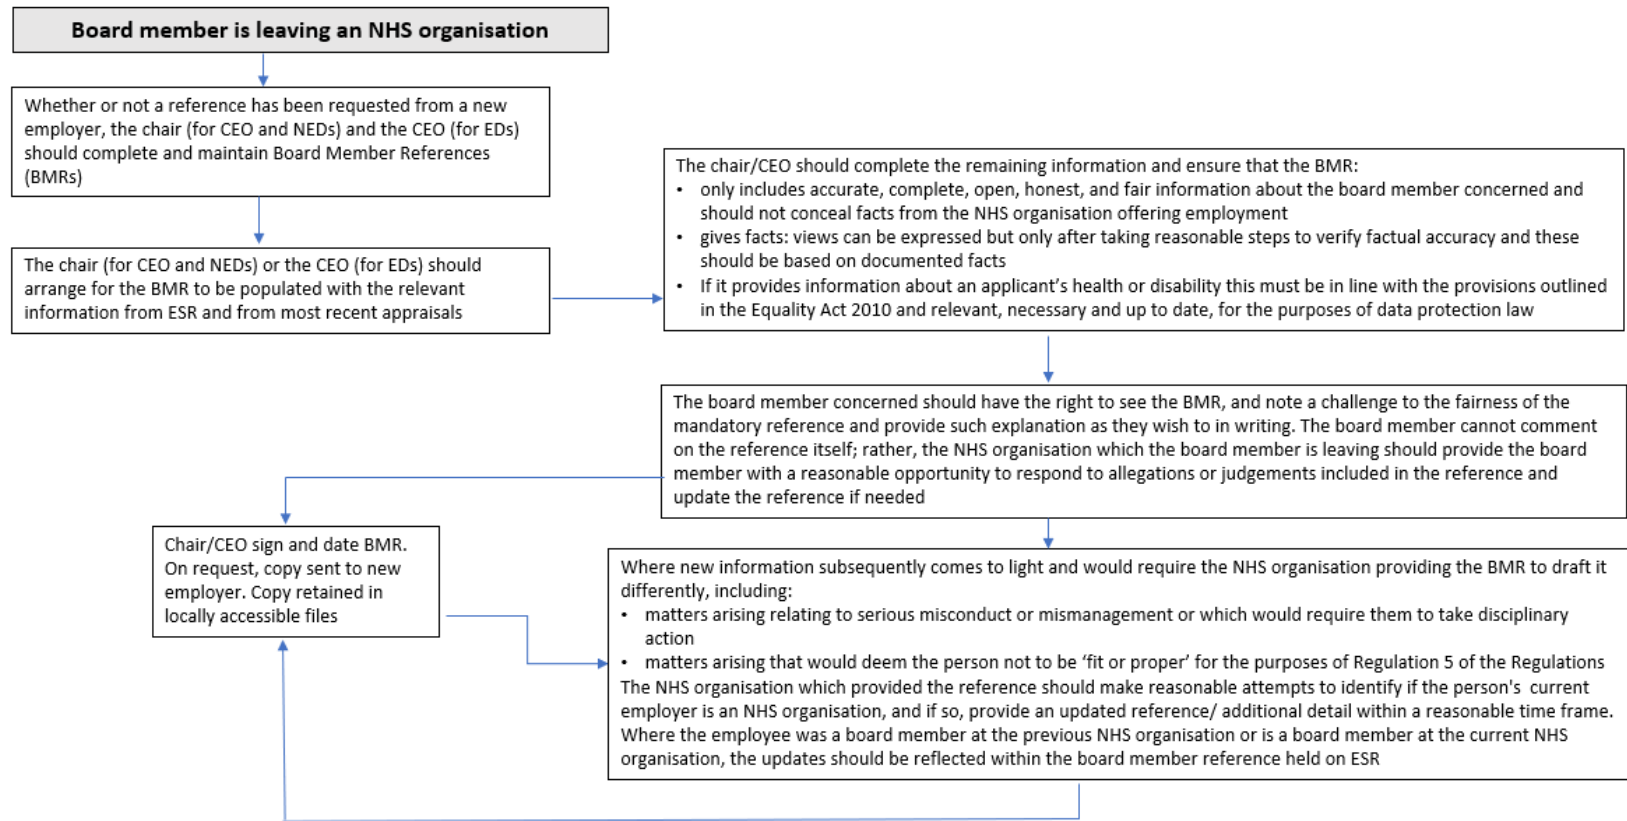 Board member is leaving an NHS organisation
Whether or not a reference has been requested from a new
employer, the chair (for CEO and NEDs) and the CEO (for EDs)
should complete and maintain Board Member References
(BMRs)
The chair (for CEO and NEDs) or the CEO (for EDs) should
arrange for the BMR to be populated with the relevant
information from ESR and from most recent appraisals
The chair/CEO should complete the remaining information and ensure that the BMR:
• only includes accurate, complete, open, honest, and fair information about the board member concerned and
should not conceal facts from the NHS organisation offering employment
• gives facts: views can be expressed but only after taking reasonable steps to verify factual accuracy and these
should be based on documented facts
• If it provides information about an applicant's health or disability this must be in line with the provisions outlined
in the Equality Act 2010 and relevant, necessary and up to date, for the purposes of data protection law
The board member concerned should have the right to see the BMR, and note a challenge to the fairness of the
mandatory reference and provide such explanation as they wish to in writing. The board member cannot comment
on the reference itself; rather, the NHS organisation which the board member is leaving should provide the board
member with a reasonable opportunity to respond to allegations or judgements included in the reference and
update the reference if needed
Chair/CEO sign and date BMR.
On request, copy sent to new
employer. Copy retained in
locally accessible files
Where new information subsequently comes to light and would require the NHS organisation providing the BMR to draft it
differently, including:
• matters arising relating to serious misconduct or mismanagement or which would require them to take disciplinary
action
• matters arising that would deem the person not to be 'fit or proper' for the purposes of Regulation 5 of the Regulations
The NHS organisation which provided the reference should make reasonable attempts to identify if the person's current
employer is an NHS organisation, and if so, provide an updated reference/ additional detail within a reasonable time frame.
Where the employee was a board member at the previous NHS organisation or is a board member at the current NHS
organisation, the updates should be reflected within the board member reference held on ESR